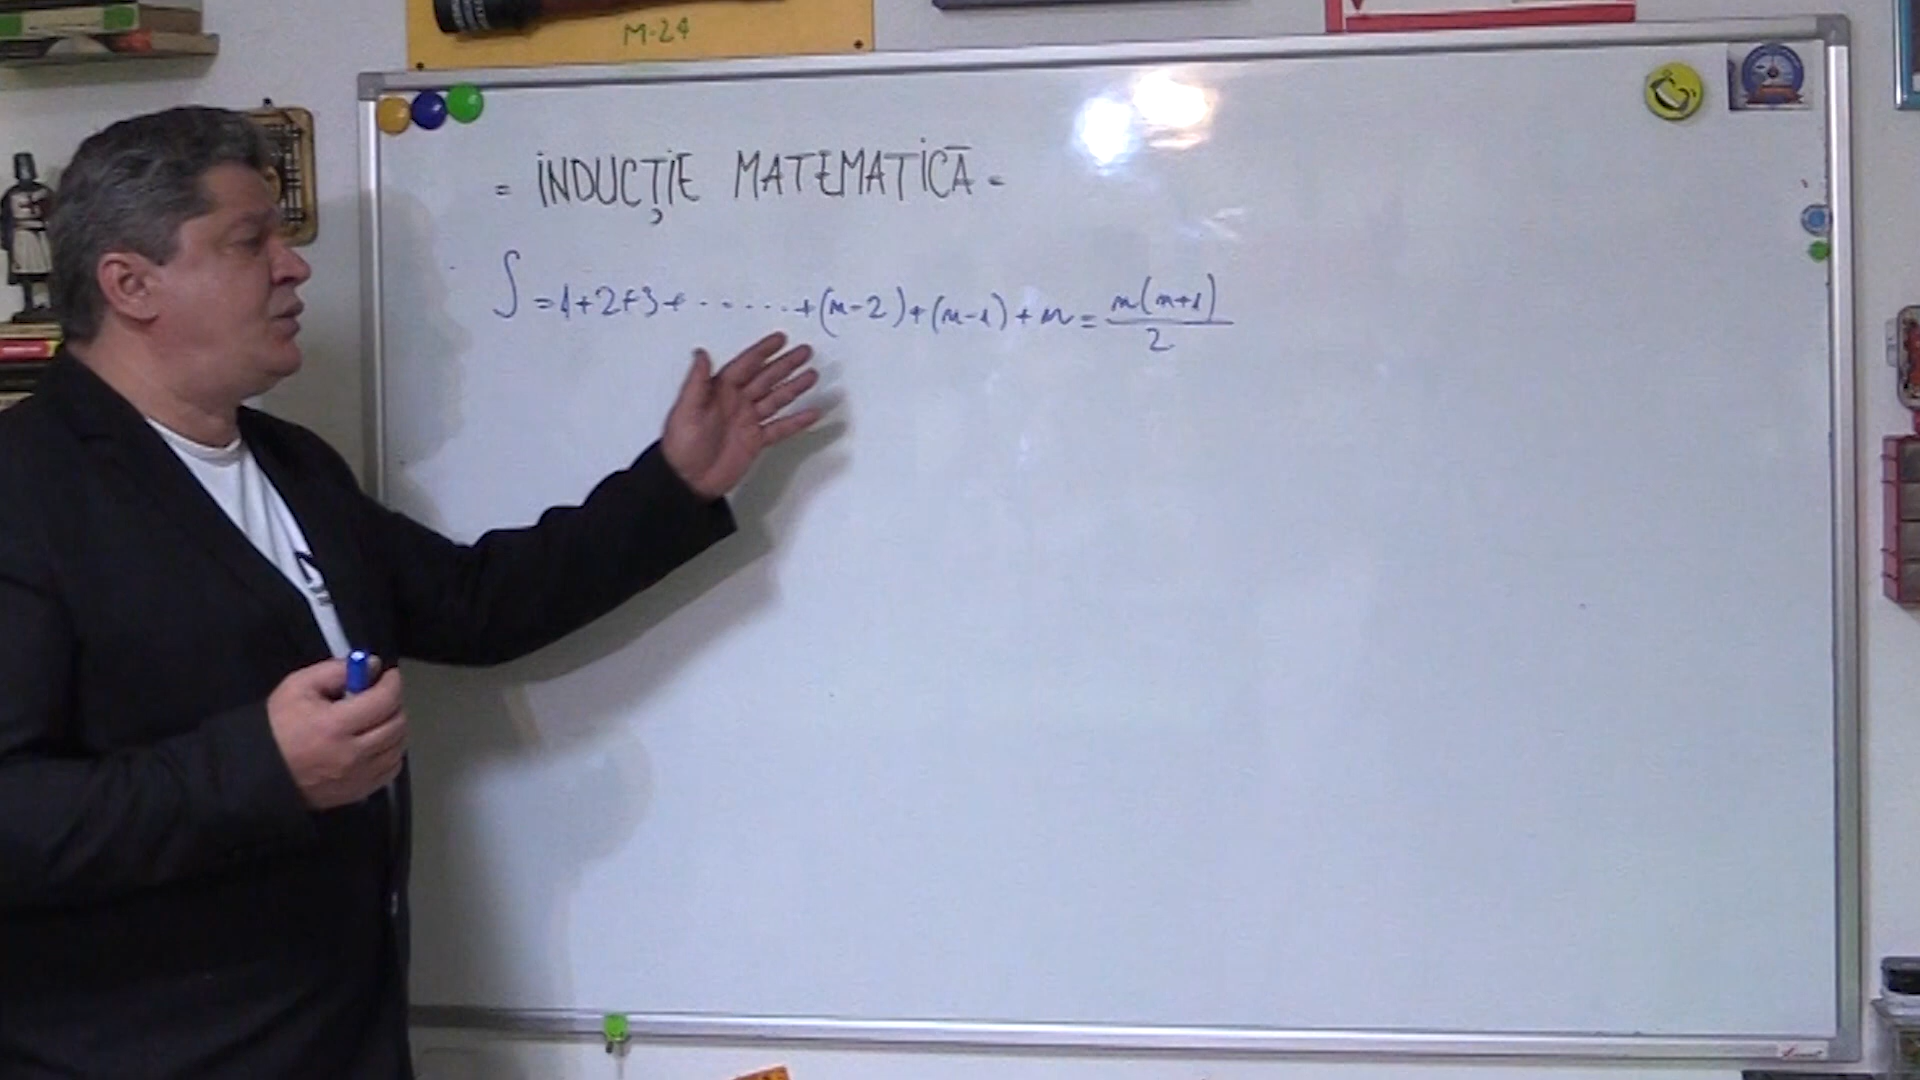 M-24
= INDUCȚIE MATEMATICĂ =
S = 1+2+3+ ...... +(n-2)+(n-1)+n = n(n+1)/2